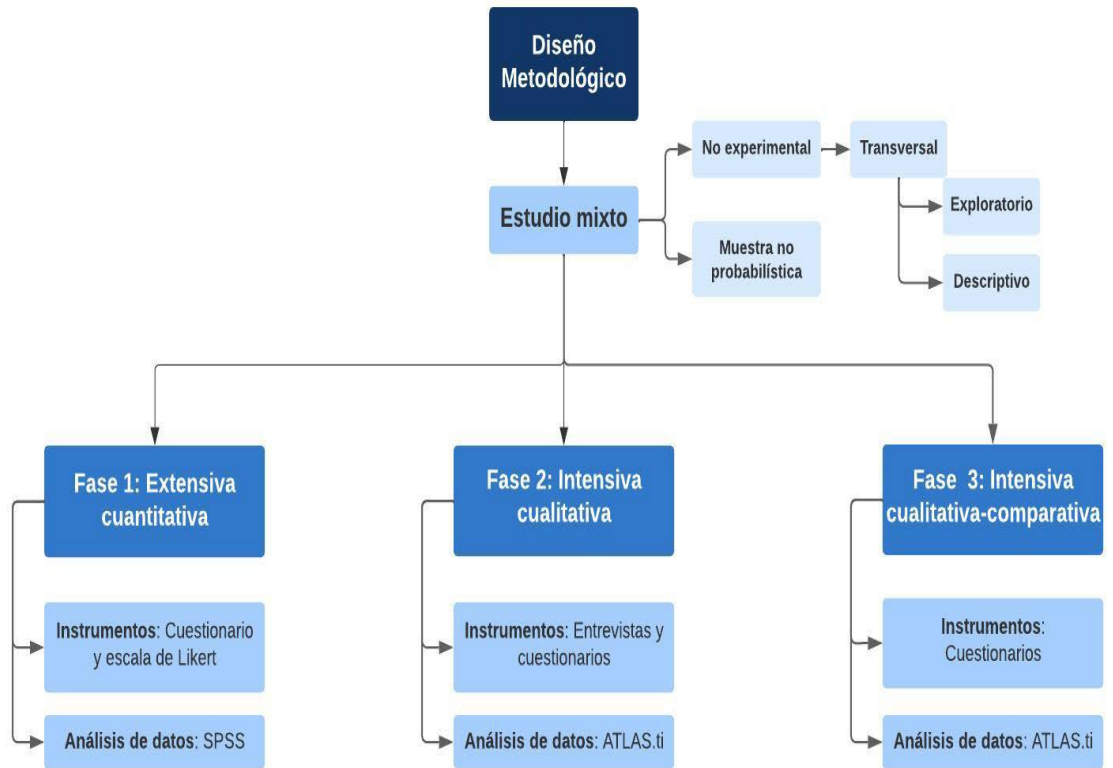 Diseño
Metodológico
No experimental
Transversal
Estudio mixto
Exploratorio
Muestra no
probabilística
Descriptivo
Fase 1: Extensiva
cuantitativa
Fase 2: Intensiva
cualitativa
Fase 3: Intensiva
cualitativa-comparativa
Instrumentos: Cuestionario
y escala de Likert
Instrumentos: Entrevistas y
cuestionarios
Instrumentos:
Cuestionarios
Análisis de datos: SPSS
Análisis de datos: ATLAS.ti
Análisis de datos: ATLAS.ti